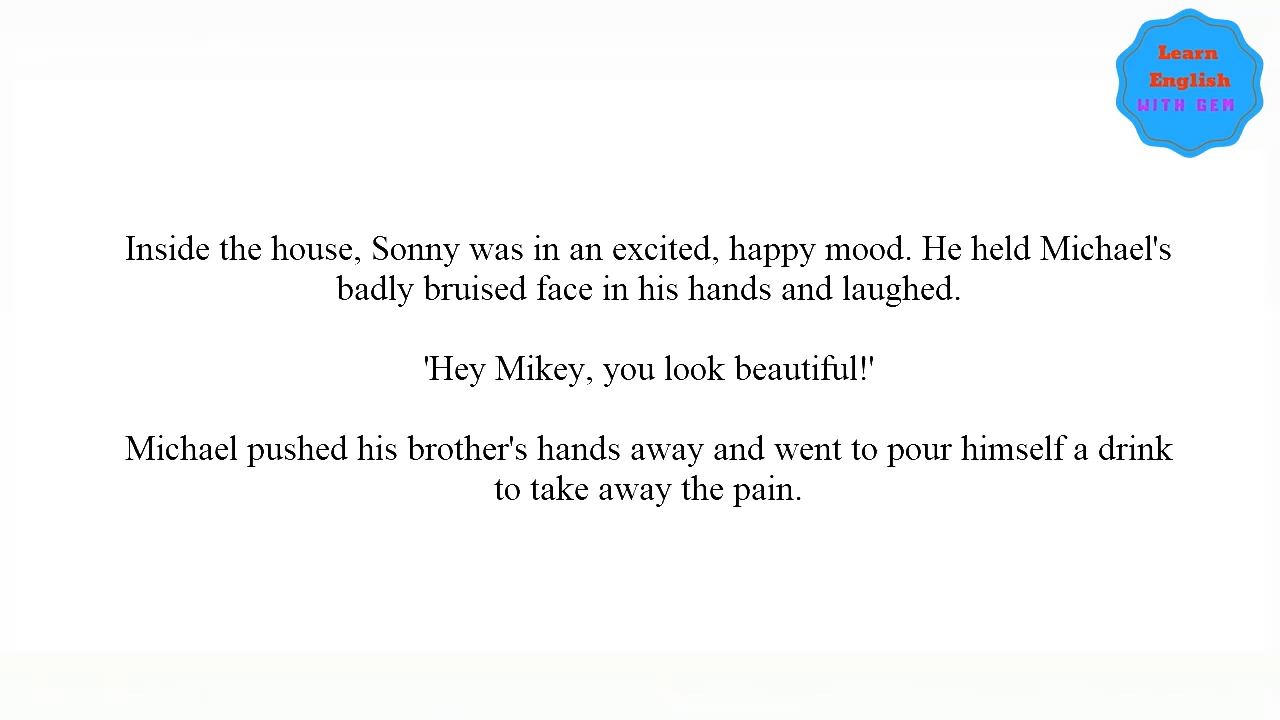 Learn
English
WITH GEM
Inside the house, Sonny was in an excited, happy mood. He held Michael's
badly bruised face in his hands and laughed.
'Hey Mikey, you look beautiful!'
Michael pushed his brother's hands away and went to pour himself a drink
to take away the pain.